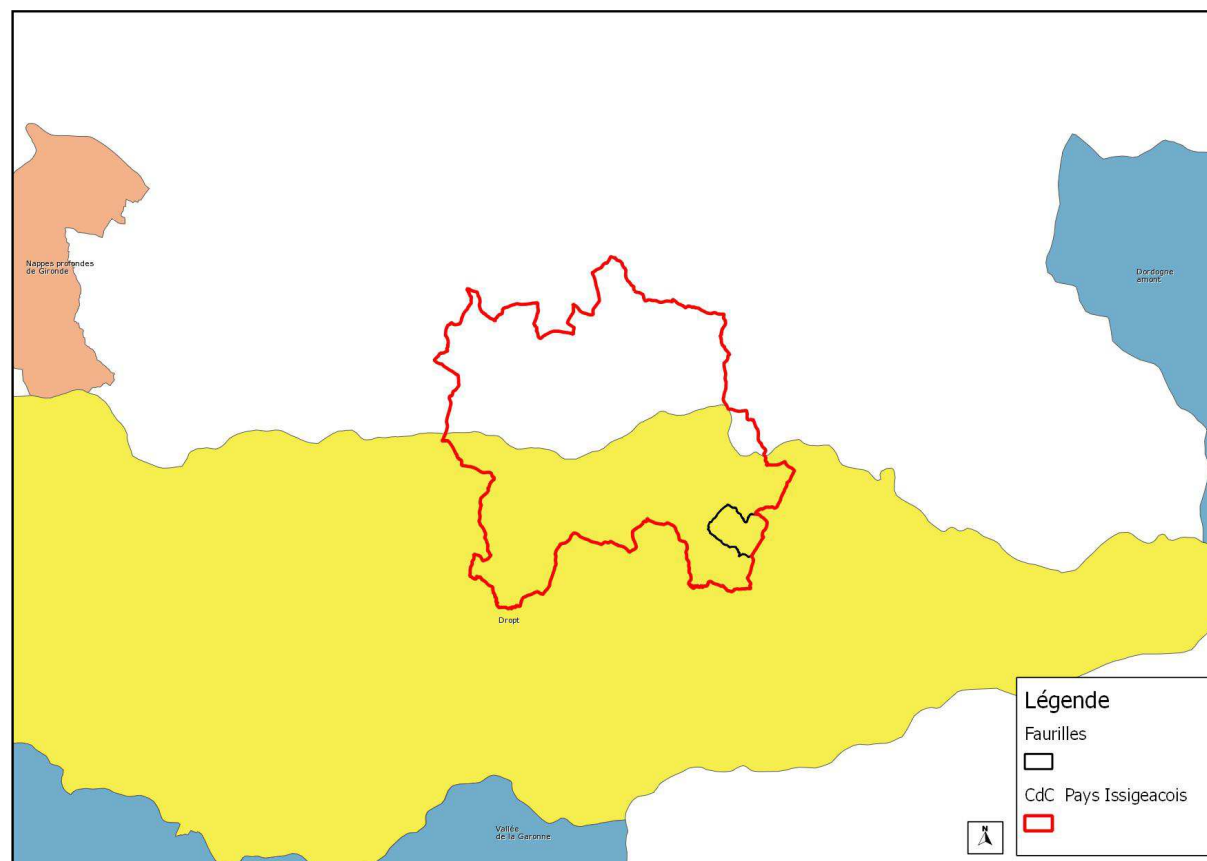 Nappes profondes
de Gironde
Dordogne
amont
Dropt
Vallée
de la Garonne
Légende
Faurilles
CdC Pays Issigeacois
N